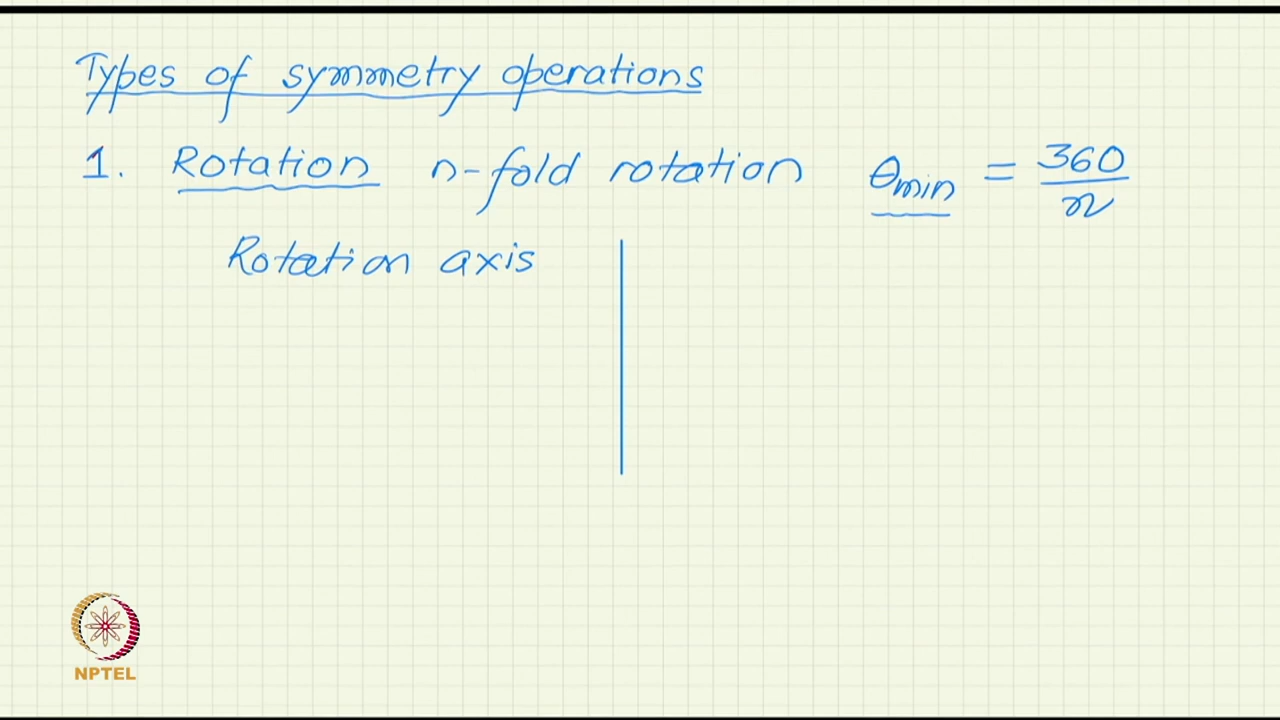 Types of symmetry operations
1. Rotation n-fold rotation θmin = 360/n
Rotation axis
NPTEL